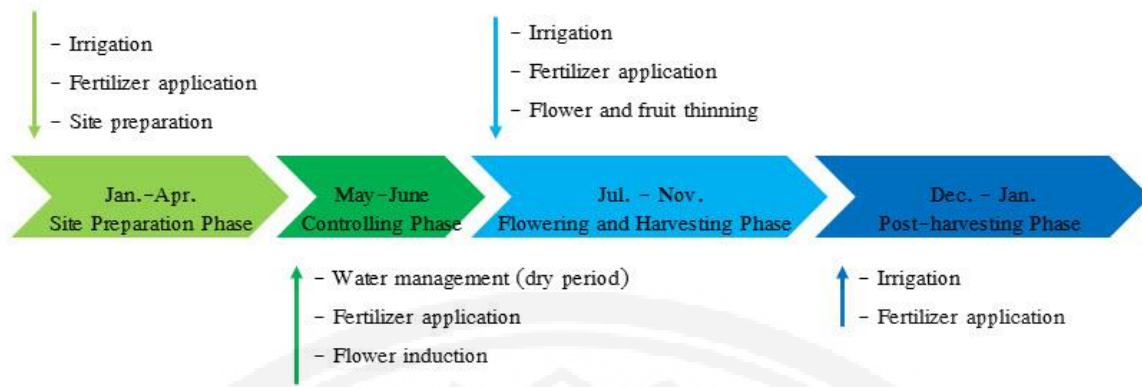 - Irrigation
- Fertilizer application
- Site preparation
- Irrigation
- Fertilizer application
- Flower and fruit thinning
Jan.-Apr.
Site Preparation Phase
May-June
Controlling Phase
Jul. - Nov.
Flowering and Harvesting Phase
Dec. - Jan.
Post-harvesting Phase
- Water management (dry period)
- Fertilizer application
- Flower induction
- Irrigation
- Fertilizer application